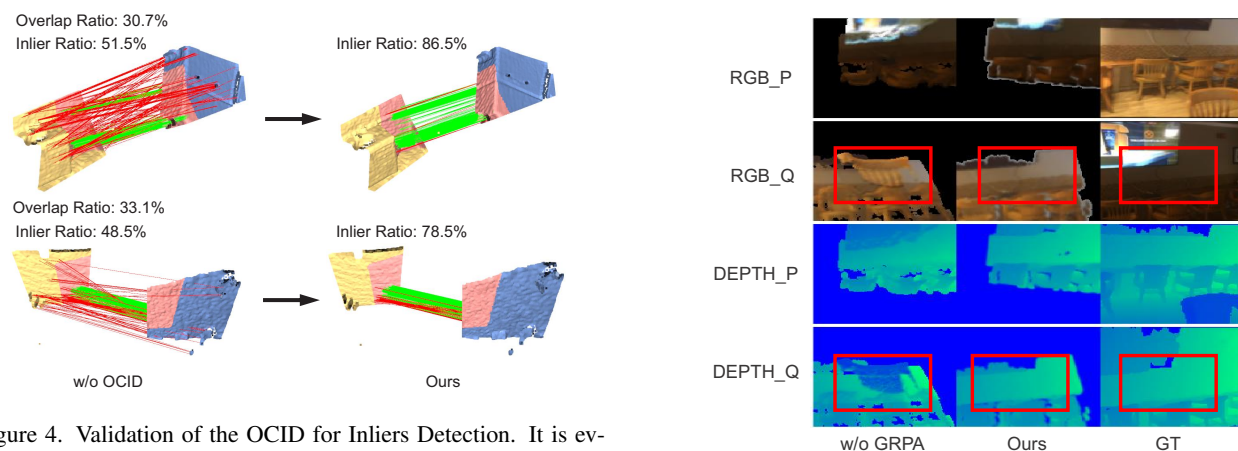 Overlap Ratio: 30.7%
Inlier Ratio: 51.5%
Inlier Ratio: 86.5%
Overlap Ratio: 33.1%
Inlier Ratio: 48.5%
Inlier Ratio: 78.5%
w/o OCID
Ours
gure 4. Validation of the OCID for Inliers Detection. It is ev-
RGB_P
RGB_Q
DEPTH_P
DEPTH_Q
w/o GRPA
Ours
GT